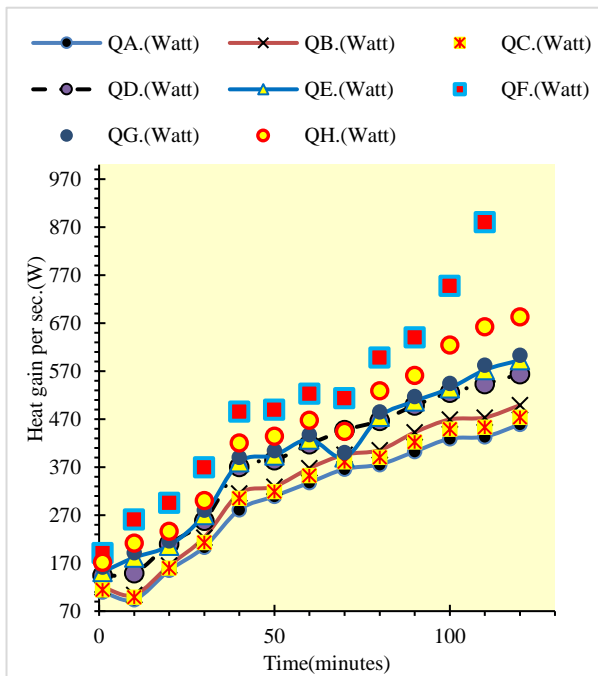 QA.(Watt) QB.(Watt) QC.(Watt)
QD.(Watt) QE.(Watt) QF.(Watt)
QG.(Watt) QH.(Watt)
Heat gain per sec.(W)
970
870
770
670
570
470
370
270
170
70
0 50 100
Time(minutes)